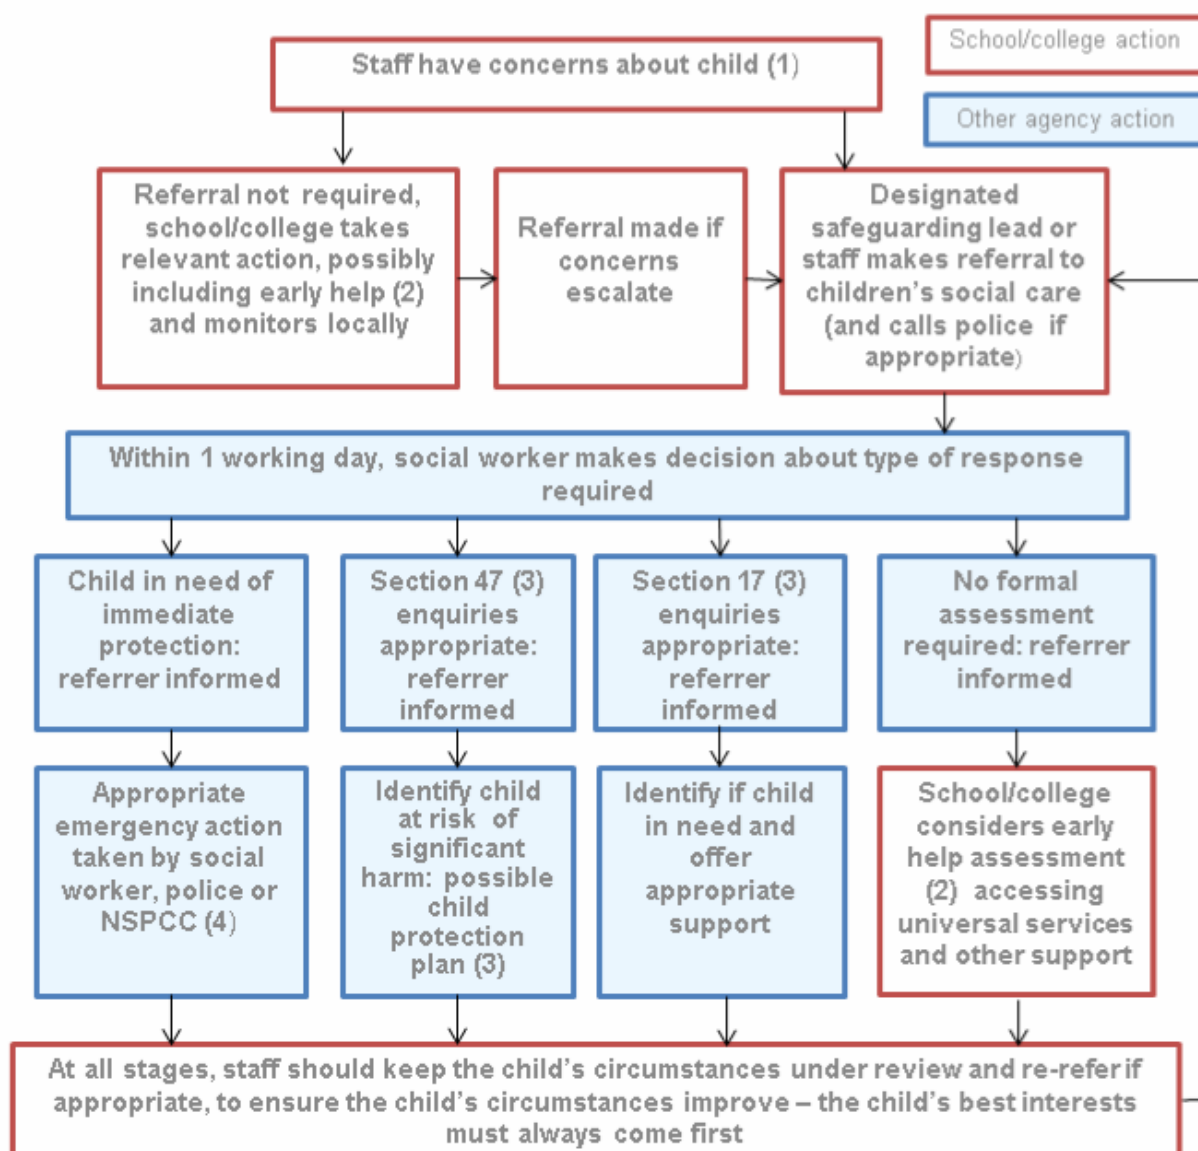 School/college action
Staff have concerns about child (1)
Other agency action
Referral not required,
school/college takes
relevant action, possibly
including early help (2)
and monitors locally
Referral made if
concerns
escalate
Designated
safeguarding lead or
staff makes referral to
children’s social care
(and calls police if
appropriate)
Within 1 working day, social worker makes decision about type of response
required
Child in need of
immediate
protection:
referrer informed
Section 47 (3)
enquiries
appropriate:
referrer
informed
Section 17 (3)
enquiries
appropriate:
referrer
informed
No formal
assessment
required: referrer
informed
Appropriate
emergency action
taken by social
worker, police or
NSPCC (4)
Identify child
at risk of
significant
harm: possible
child
protection
plan (3)
Identify if child
in need and
offer
appropriate
support
School/college
considers early
help assessment
(2) accessing
universal services
and other support
At all stages, staff should keep the child’s circumstances under review and re-refer if
appropriate, to ensure the child’s circumstances improve – the child’s best interests
must always come first